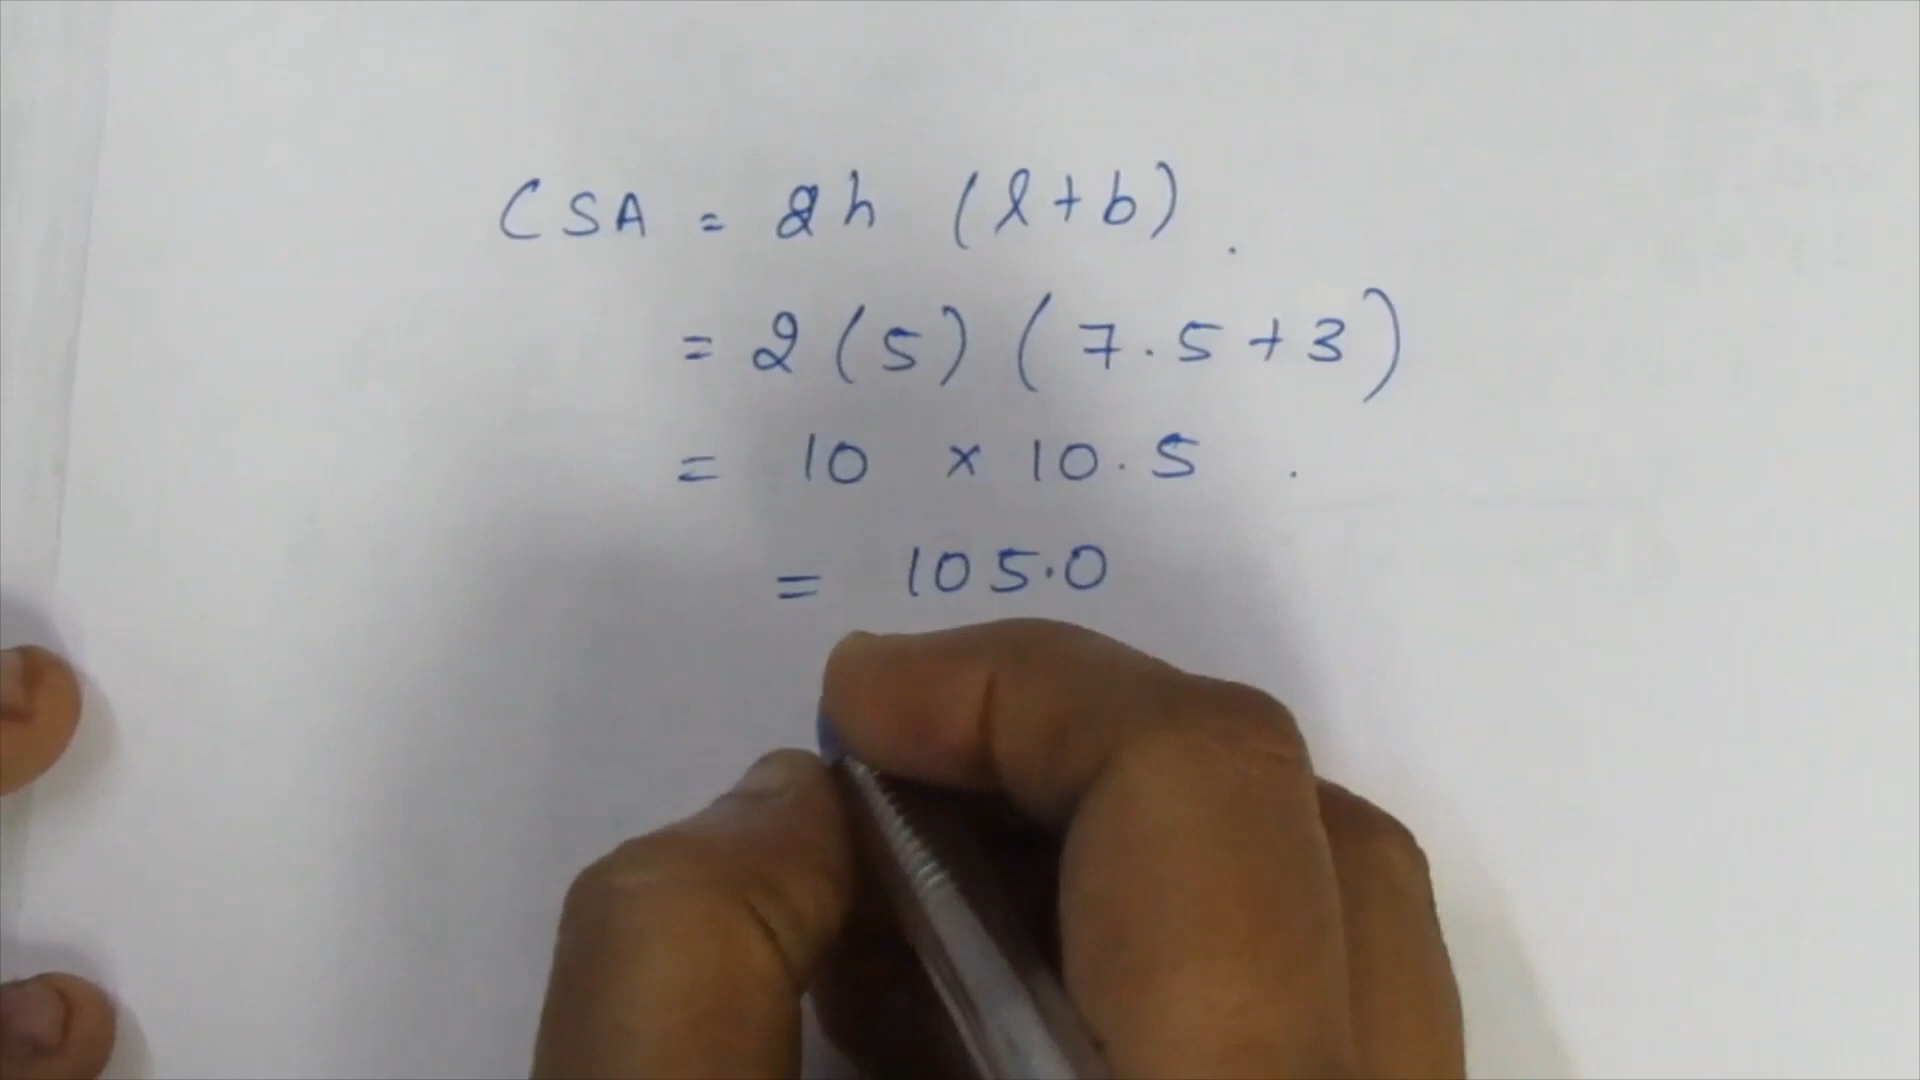 CSA = 2h (l+b).
= 2(5)(7.5+3)
= 10 × 10.5.
= 105.0